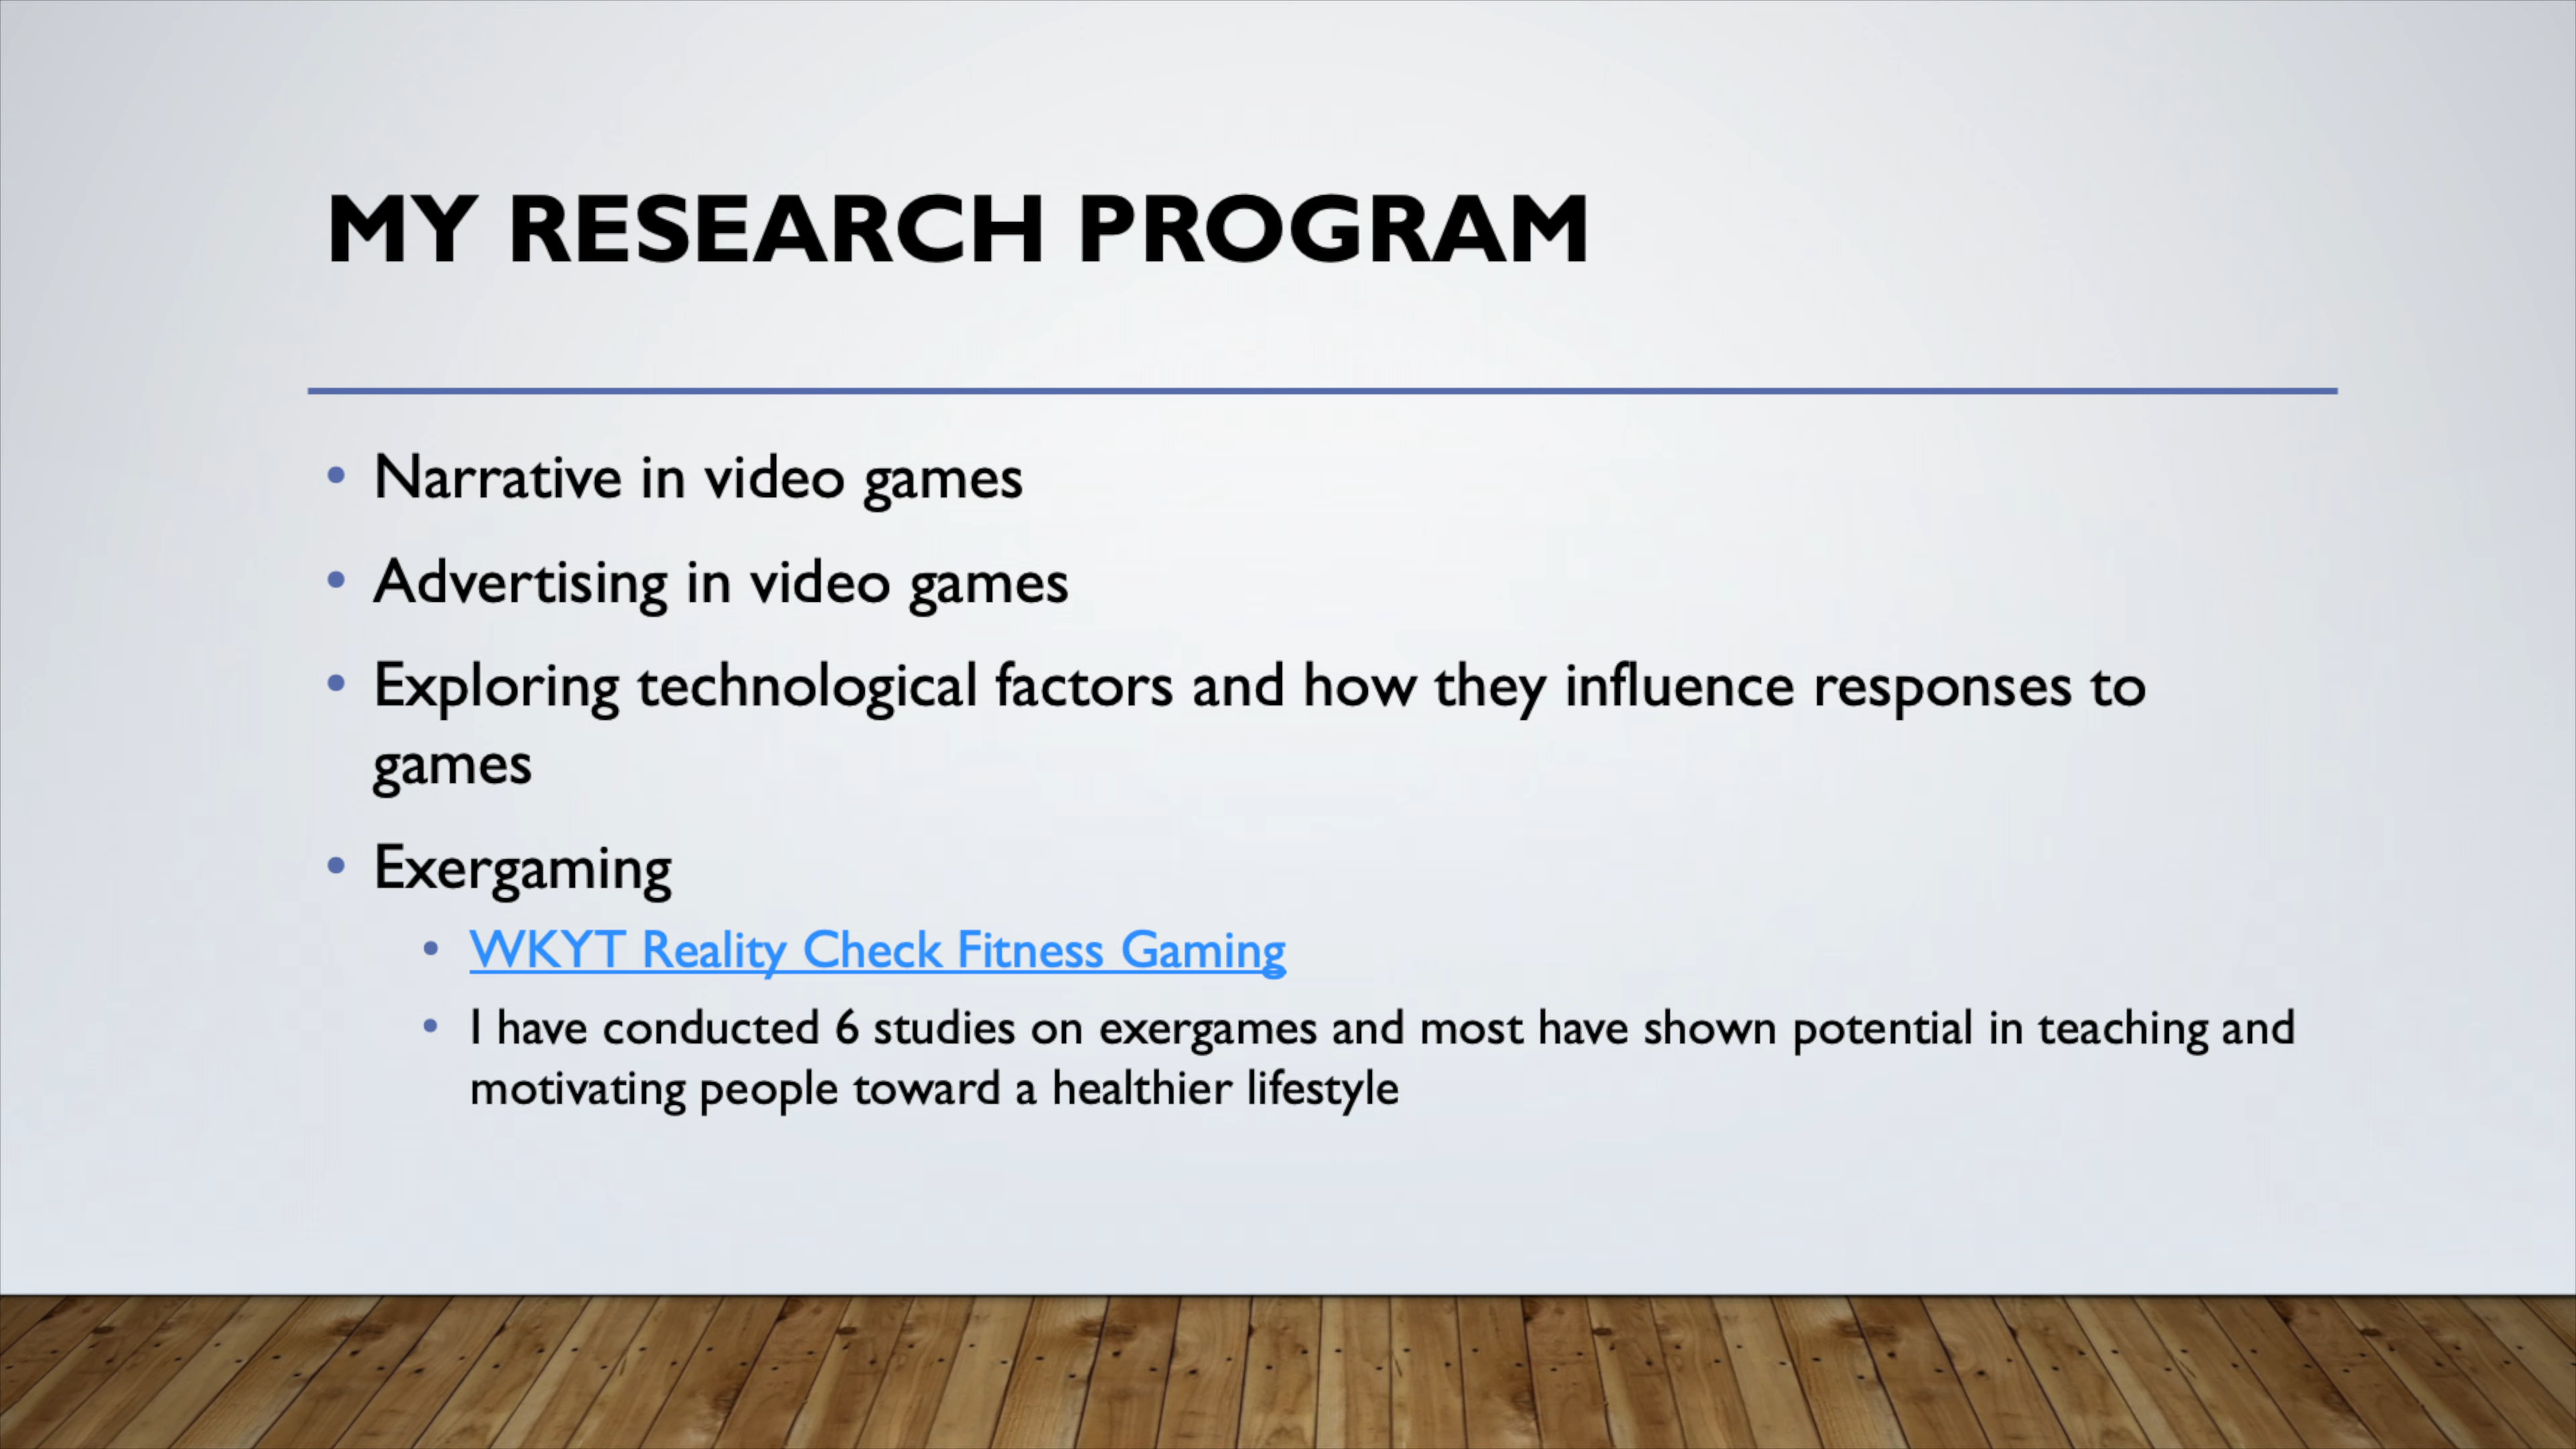 MY RESEARCH PROGRAM
• Narrative in video games
• Advertising in video games
• Exploring technological factors and how they influence responses to
games
• Exergaming
• WKYT Reality Check Fitness Gaming
• I have conducted 6 studies on exergames and most have shown potential in teaching and
motivating people toward a healthier lifestyle